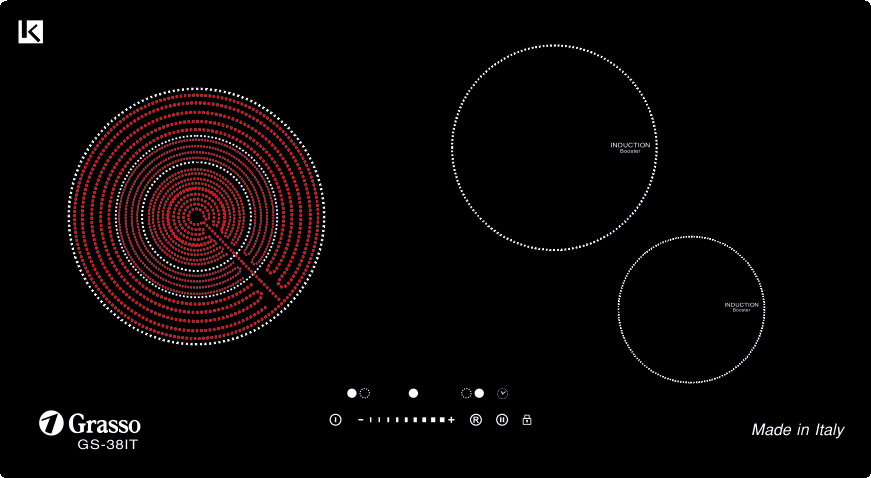 K
INDUCTION
Booster
INDUCTION
Booster
R
Grasso
GS-38IT
Made in Italy